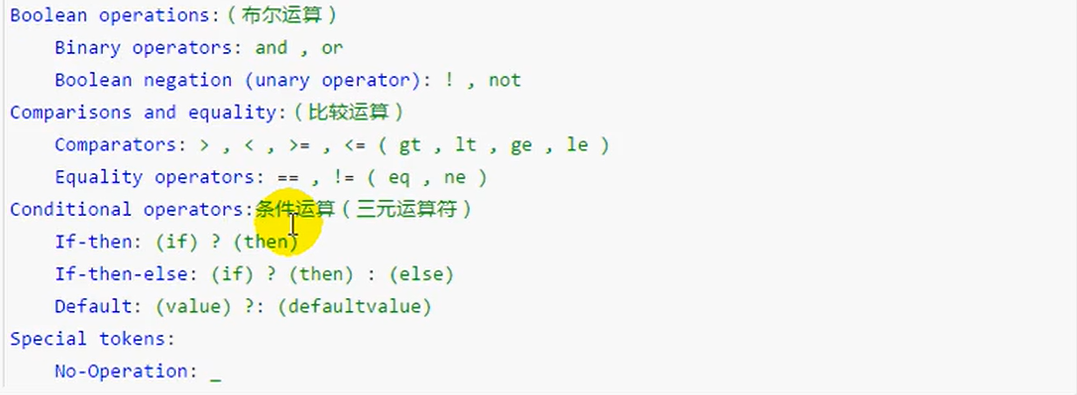 Boolean operations:(布尔运算)
Binary operators: and , or
Boolean negation (unary operator): ! , not
Comparisons and equality:(比较运算)
Comparators: > , < , >= , <= ( gt , lt , ge , le )
Equality operators: == , != ( eq , ne )
Conditional operators:条件运算(三元运算符)
If-then: (if) ? (then)
If-then-else: (if) ? (then) : (else)
Default: (value) ?: (defaultvalue)
Special tokens:
No-Operation: _